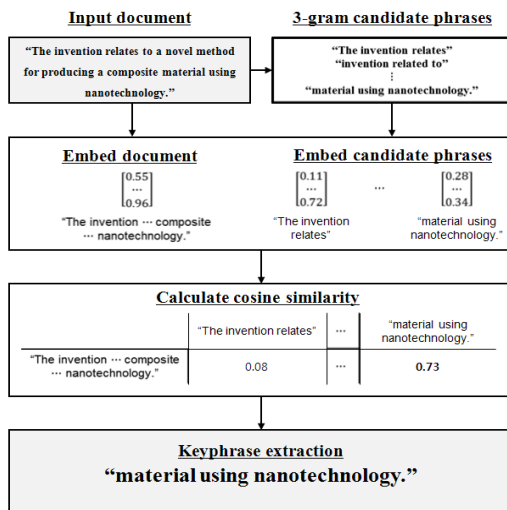 Input document
3-gram candidate phrases
“The invention relates to a novel method
for producing a composite material using
nanotechnology.”
“The invention relates”
“invention related to”
⋮
“material using nanotechnology.”
Embed document
Embed candidate phrases
[0.55
...
0.96]
“The invention ··· composite
··· nanotechnology.”
[0.11
...
0.72]
“The invention
relates”
···
[0.28
...
0.34]
“material using
nanotechnology.”
Calculate cosine similarity
“The invention relates”
...
“material using
nanotechnology.”
“The invention ··· composite
··· nanotechnology.”
0.08
...
0.73
Keyphrase extraction
“material using nanotechnology.”